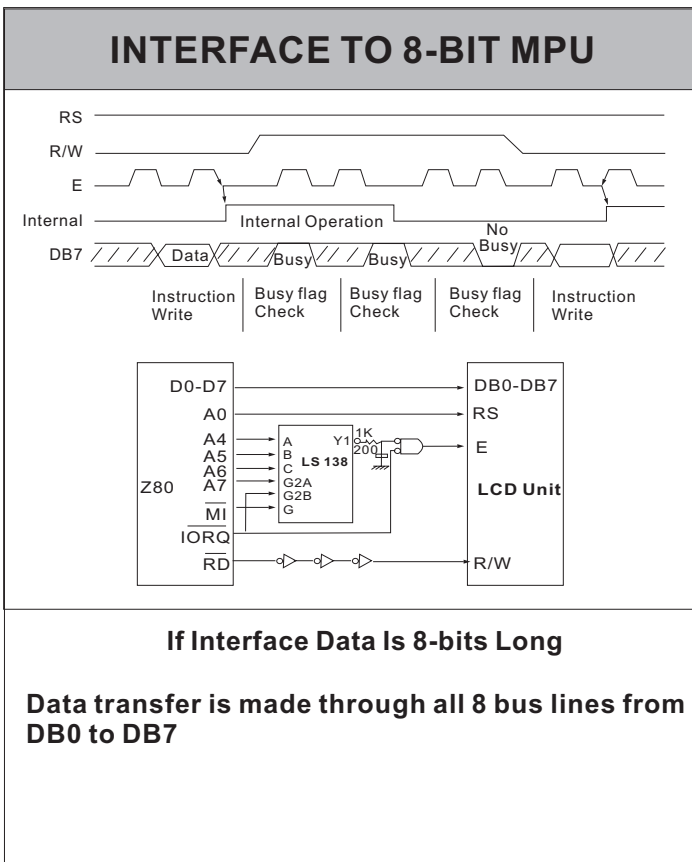 INTERFACE TO 8-BIT MPU
RS
R/W
E
Internal
Internal Operation
No
Busy
DB7
Data
Busy
Busy
Instruction
Write
Busy flag
Check
Busy flag
Check
Busy flag
Check
Instruction
Write
Z80
D0-D7
A0
A4
A5
A6
A7
MI
IORQ
RD
A
B
C
G2A
G2B
G
LS 138
Y1
1K
200
DB0-DB7
RS
E
LCD Unit
R/W
If Interface Data Is 8-bits Long
Data transfer is made through all 8 bus lines from
DB0 to DB7